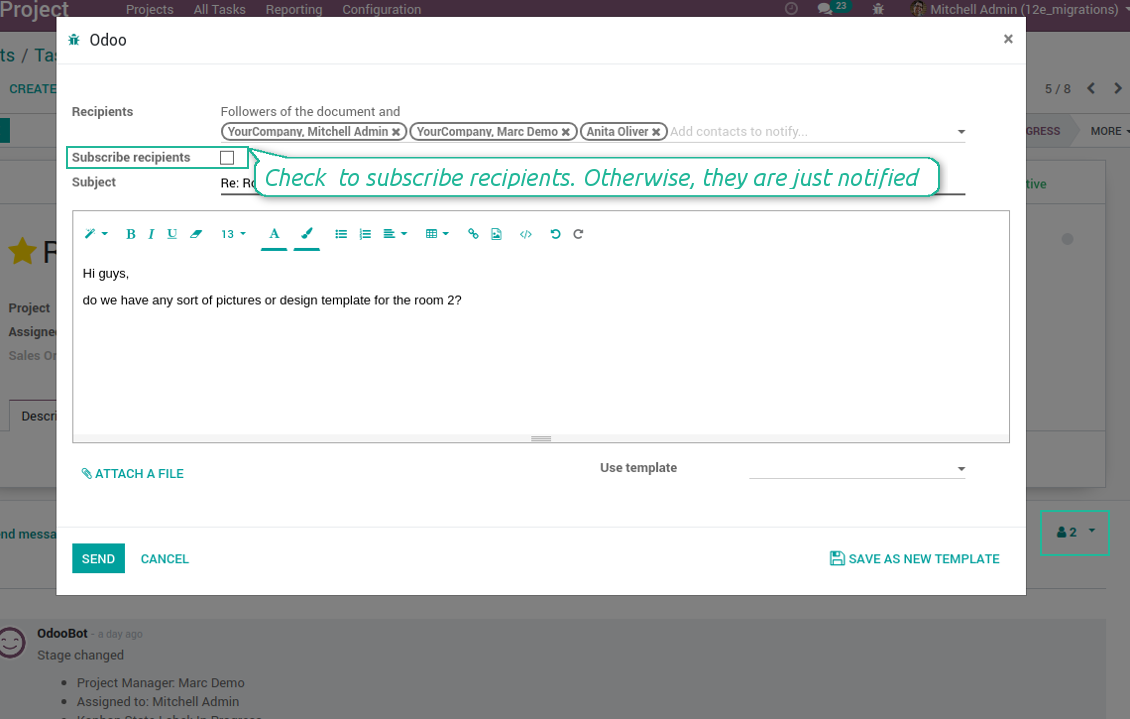 Project Projects All Tasks Reporting Configuration 23 Mitchell Admin (12e_migrations)
Odoo ×
ts / Tas
CREATE 5 / 8
Recipients Followers of the document and
YourCompany, Mitchell Admin YourCompany, Marc Demo Anita Oliver Add contacts to notify...
GRESS MORE
Subscribe recipients
Check to subscribe recipients. Otherwise, they are just notified
Subject Re: Ro
tive
B I U 13 A
R
Hi guys,
do we have any sort of pictures or design template for the room 2?
Project
Assigne
Sales Or
Descri
ATTACH A FILE Use template
nd messa 2
SEND CANCEL SAVE AS NEW TEMPLATE
OdooBot - a day ago
Stage changed
Project Manager: Marc Demo
Assigned to: Mitchell Admin
Kanban State Label: In Progress